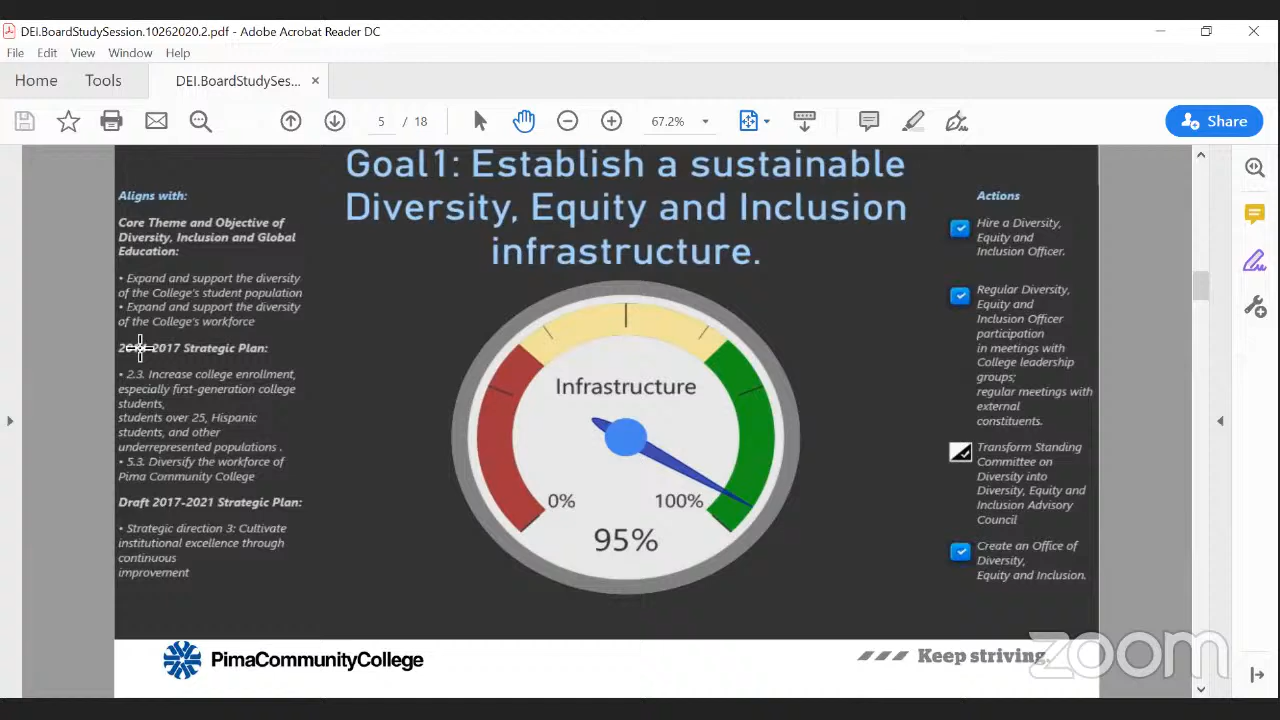 DEI.BoardStudySession.10262020.2.pdf - Adobe Acrobat Reader DC
File Edit View Window Help
Home Tools DEI.BoardStudySes... ×
5 / 18 67.2% Share
Goal1: Establish a sustainable
Diversity, Equity and Inclusion
infrastructure.
Aligns with:
Core Theme and Objective of
Diversity, Inclusion and Global
Education:
• Expand and support the diversity
of the College's student population
• Expand and support the diversity
of the College's workforce
2017 Strategic Plan:
• 2.3. Increase college enrollment,
especially first-generation college
students,
students over 25, Hispanic
students, and other
underrepresented populations .
• 5.3. Diversify the workforce of
Pima Community College
Draft 2017-2021 Strategic Plan:
• Strategic direction 3: Cultivate
institutional excellence through
continuous
improvement
Infrastructure
0% 100%
95%
Actions
Hire a Diversity,
Equity and
Inclusion Officer.
Regular Diversity,
Equity and
Inclusion Officer
participation
in meetings with
College leadership
groups;
regular meetings with
external
constituents.
Transform Standing
Committee on
Diversity into
Diversity, Equity and
Inclusion Advisory
Council
Create an Office of
Diversity,
Equity and Inclusion.
PimaCommunityCollege
Keep striving.
zoom